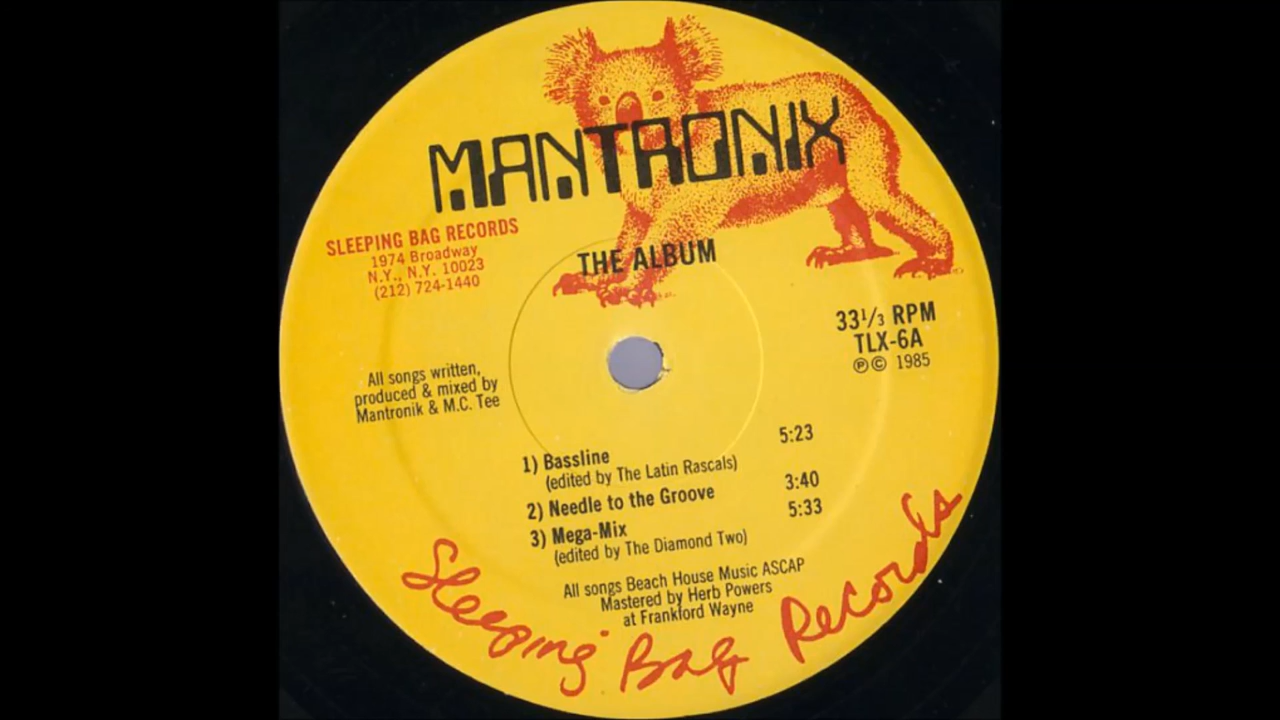 MANTRONIX
SLEEPING BAG RECORDS
1974 Broadway
N.Y., N.Y. 10023
(212) 724-1440
THE ALBUM
33 1/3 RPM
TLX-6A
℗ © 1985
All songs written,
produced & mixed by
Mantronik & M.C. Tee
1) Bassline 5:23
(edited by The Latin Rascals)
2) Needle to the Groove 3:40
3) Mega-Mix 5:33
(edited by The Diamond Two)
All songs Beach House Music ASCAP
Mastered by Herb Powers
at Frankford Wayne
Sleeping Bag Records